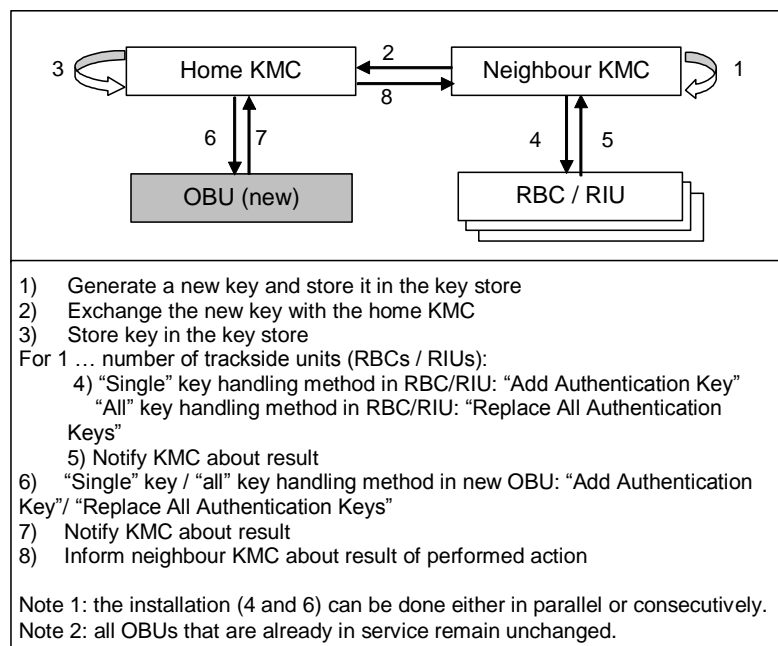 3
Home KMC
2
8
Neighbour KMC
1
6
7
4
5
OBU (new)
RBC / RIU
1) Generate a new key and store it in the key store
2) Exchange the new key with the home KMC
3) Store key in the key store
For 1 … number of trackside units (RBCs / RIUs):
4) “Single” key handling method in RBC/RIU: “Add Authentication Key”
“All” key handling method in RBC/RIU: “Replace All Authentication
Keys”
5) Notify KMC about result
6) “Single” key / “all” key handling method in new OBU: “Add Authentication
Key”/ “Replace All Authentication Keys”
7) Notify KMC about result
8) Inform neighbour KMC about result of performed action
Note 1: the installation (4 and 6) can be done either in parallel or consecutively.
Note 2: all OBUs that are already in service remain unchanged.